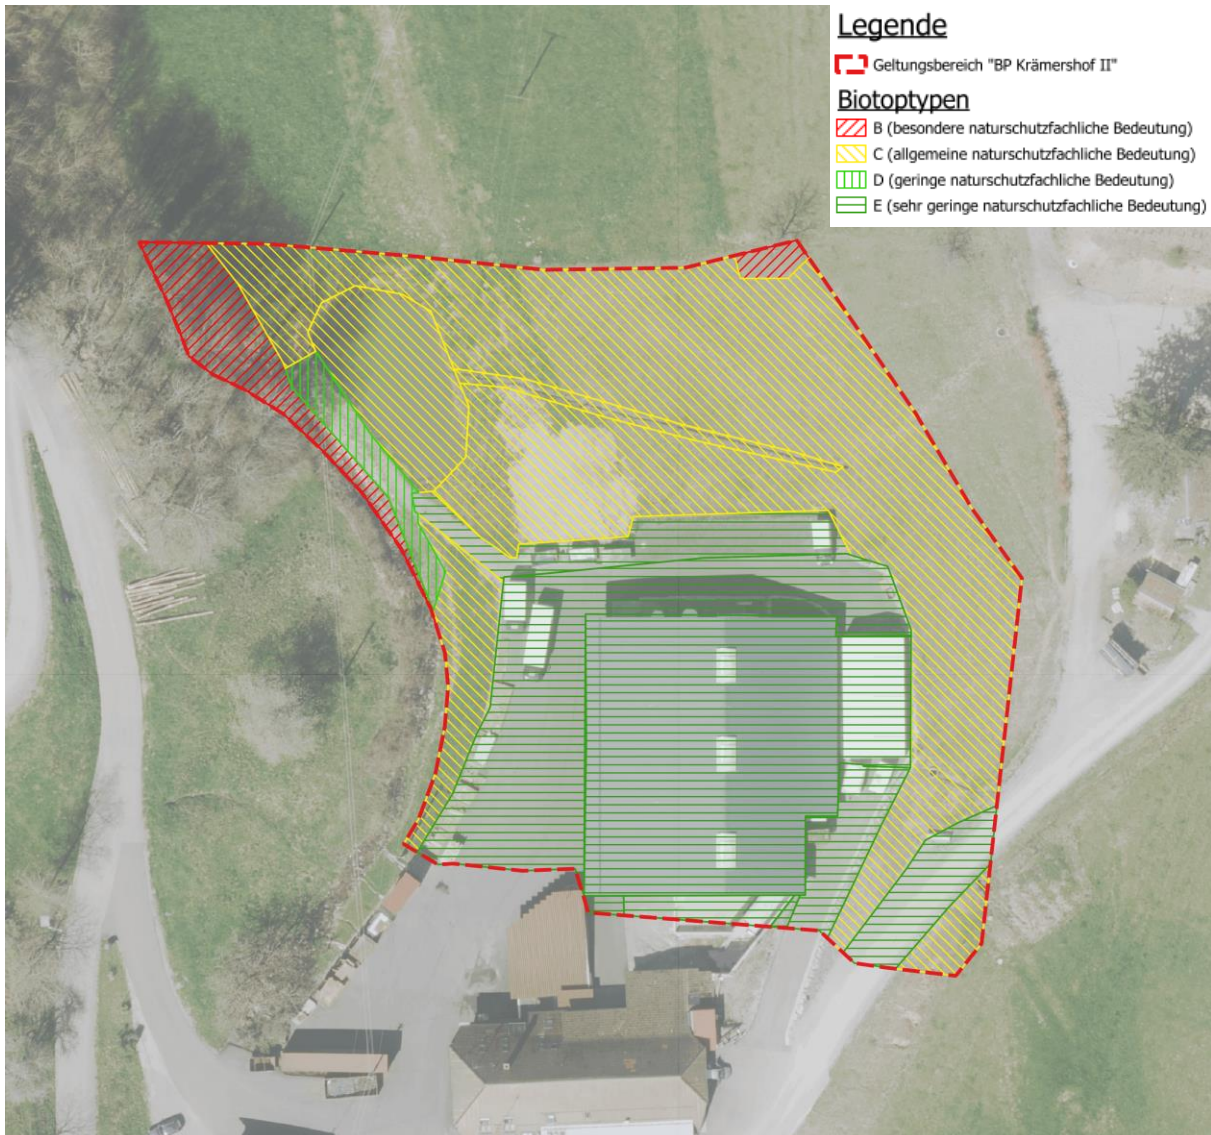 Legende
Geltungsbereich "BP Krämershof II"
Biotoptypen
B (besondere naturschutzfachliche Bedeutung)
C (allgemeine naturschutzfachliche Bedeutung)
D (geringe naturschutzfachliche Bedeutung)
E (sehr geringe naturschutzfachliche Bedeutung)